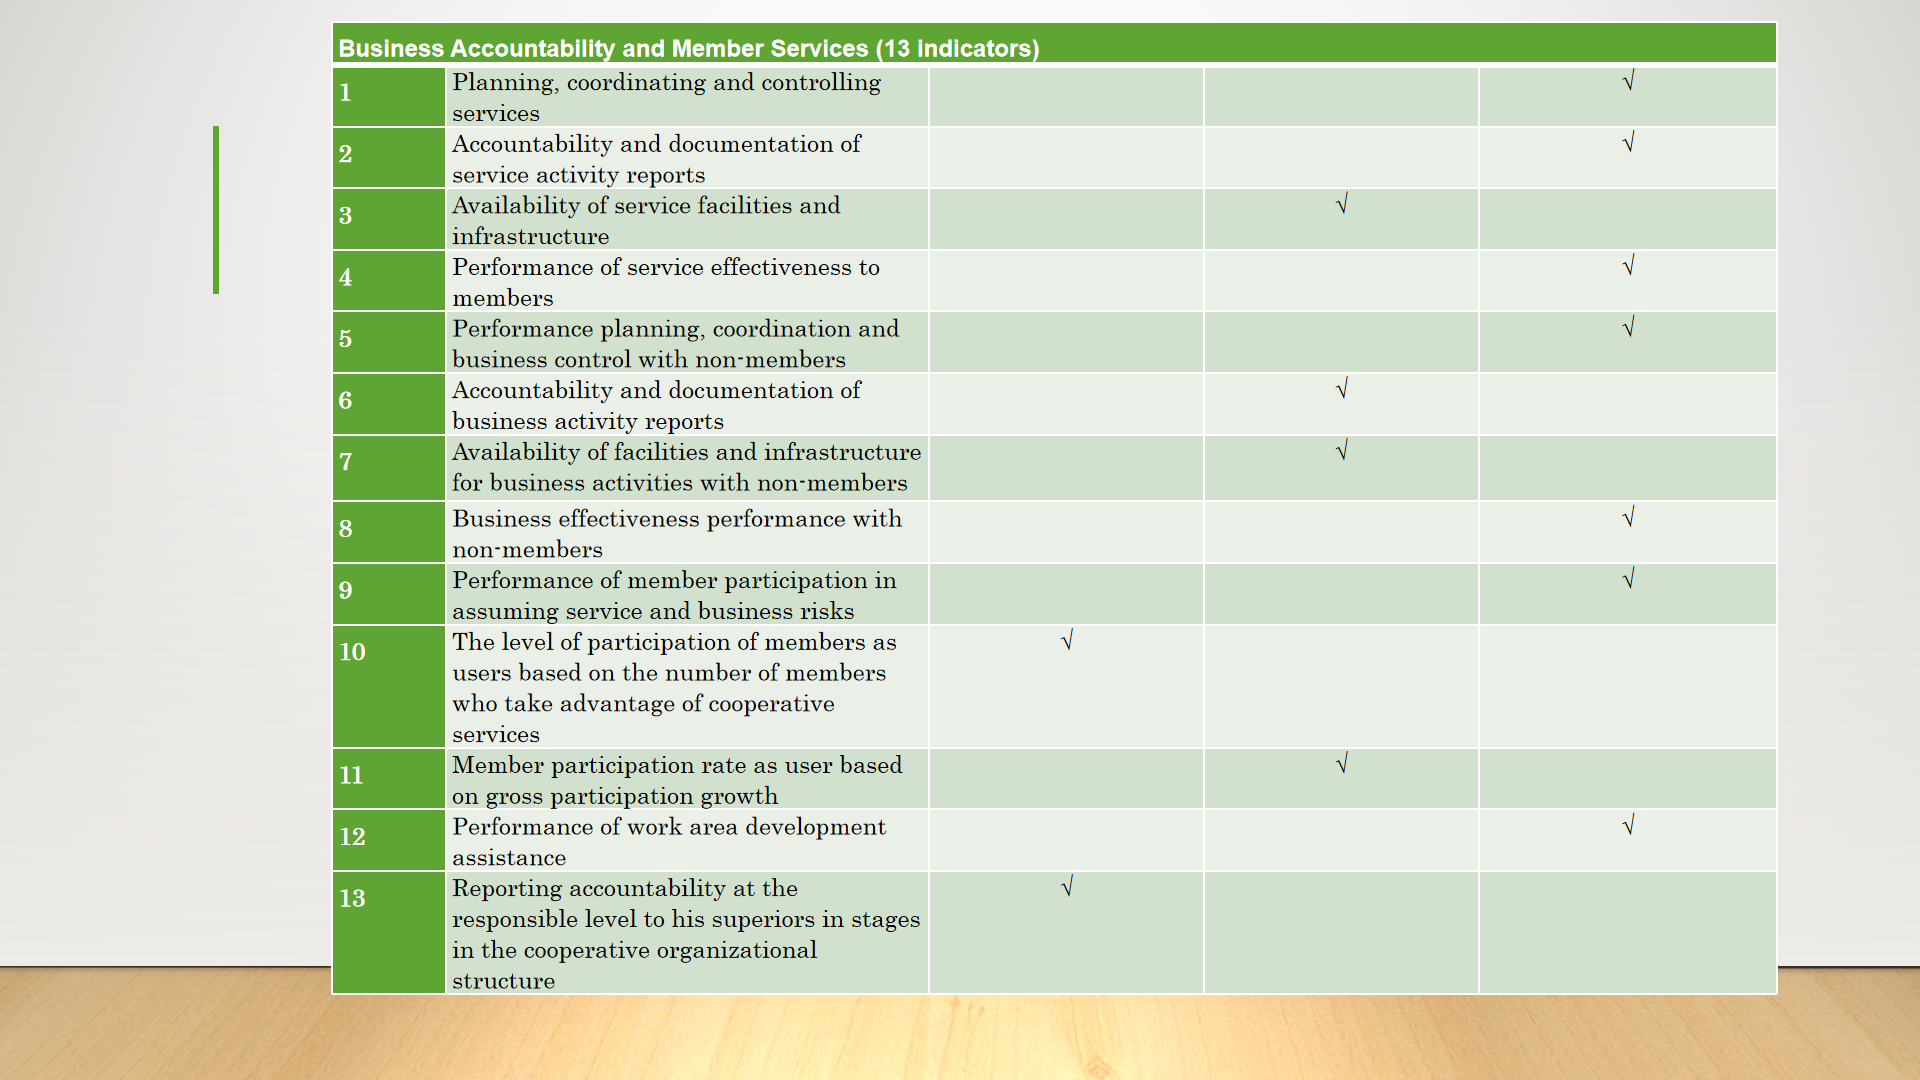 Business Accountability and Member Services (13 indicators)
1
Planning, coordinating and controlling
services
√
2
Accountability and documentation of
service activity reports
√
3
Availability of service facilities and
infrastructure
√
4
Performance of service effectiveness to
members
√
5
Performance planning, coordination and
business control with non-members
√
6
Accountability and documentation of
business activity reports
√
7
Availability of facilities and infrastructure
for business activities with non-members
√
8
Business effectiveness performance with
non-members
√
9
Performance of member participation in
assuming service and business risks
√
10
The level of participation of members as
users based on the number of members
who take advantage of cooperative
services
√
11
Member participation rate as user based
on gross participation growth
√
12
Performance of work area development
assistance
√
13
Reporting accountability at the
responsible level to his superiors in stages
in the cooperative organizational
structure
√